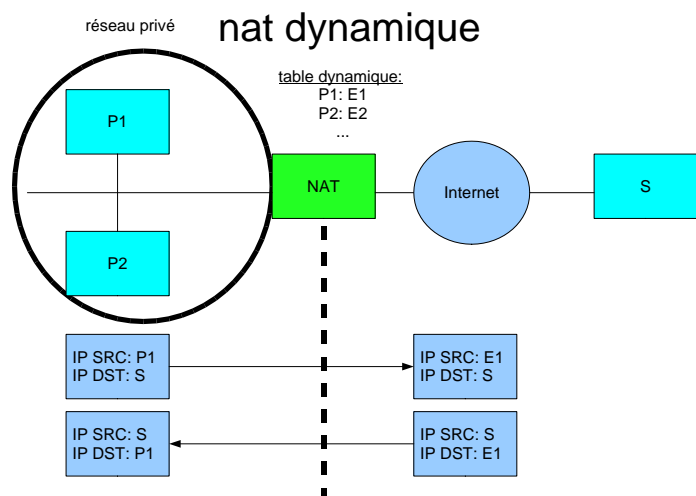 réseau privé
nat dynamique
table dynamique:
P1: E1
P2: E2
...
P1
NAT
Internet
S
P2
IP SRC: P1
IP DST: S
IP SRC: E1
IP DST: S
IP SRC: S
IP DST: P1
IP SRC: S
IP DST: E1